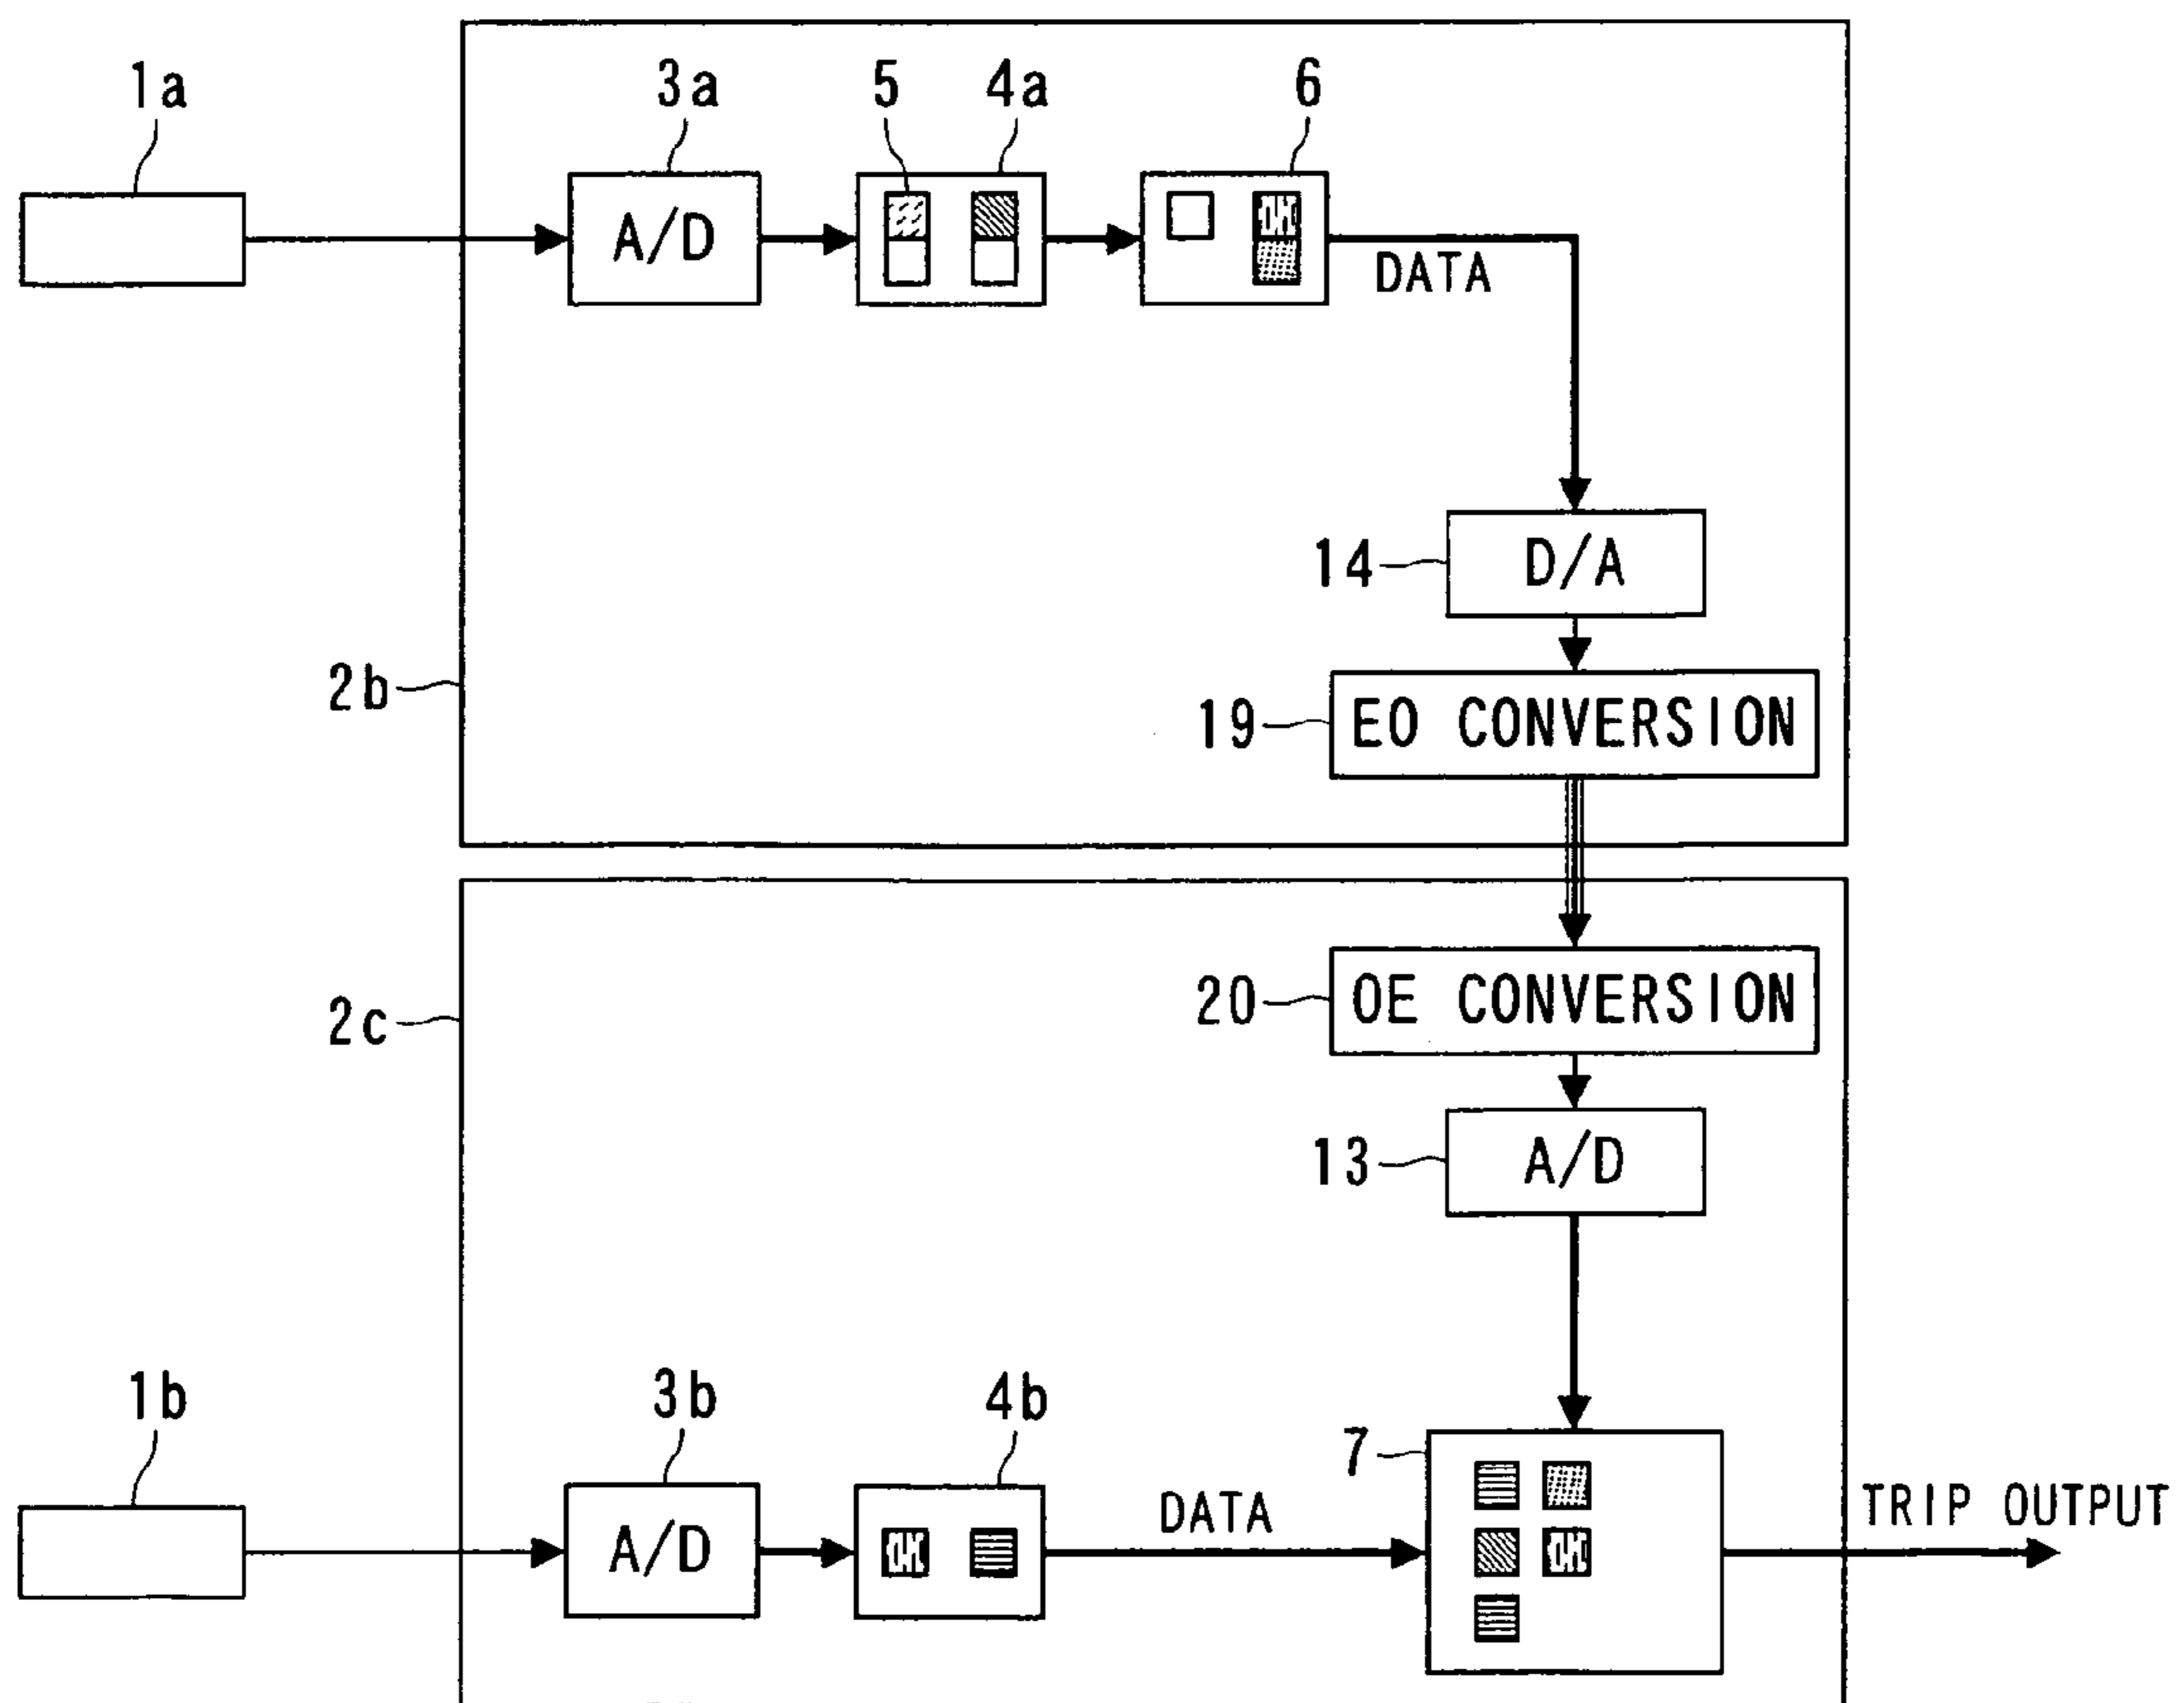 1a
3a
5
4a
6
A/D
DATA
14
D/A
2b
19
EO CONVERSION
2c
20
OE CONVERSION
13
A/D
1b
3b
4b
7
A/D
DATA
TRIP OUTPUT